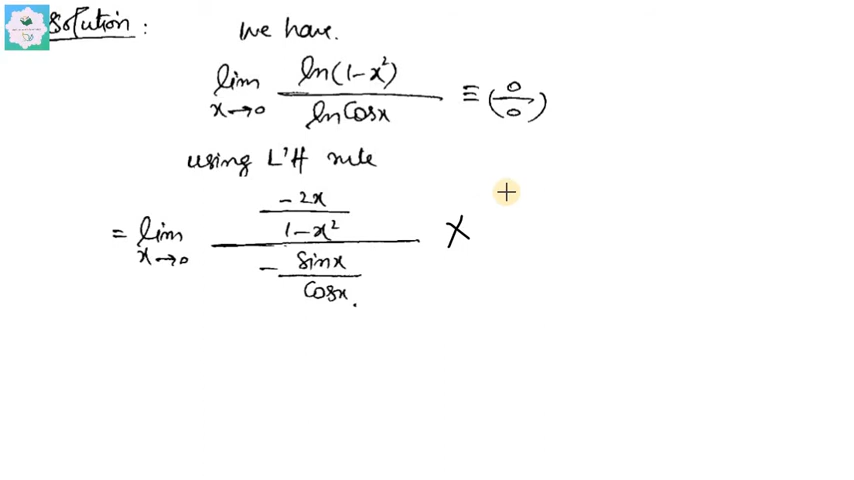 Solution :
We have.
lim x→0 ln(1-x²) / ln Cosx ≡ (0/0)
using L'H rule
= lim x→0 (-2x / 1-x²) / (- Sinx / Cosx.) ×